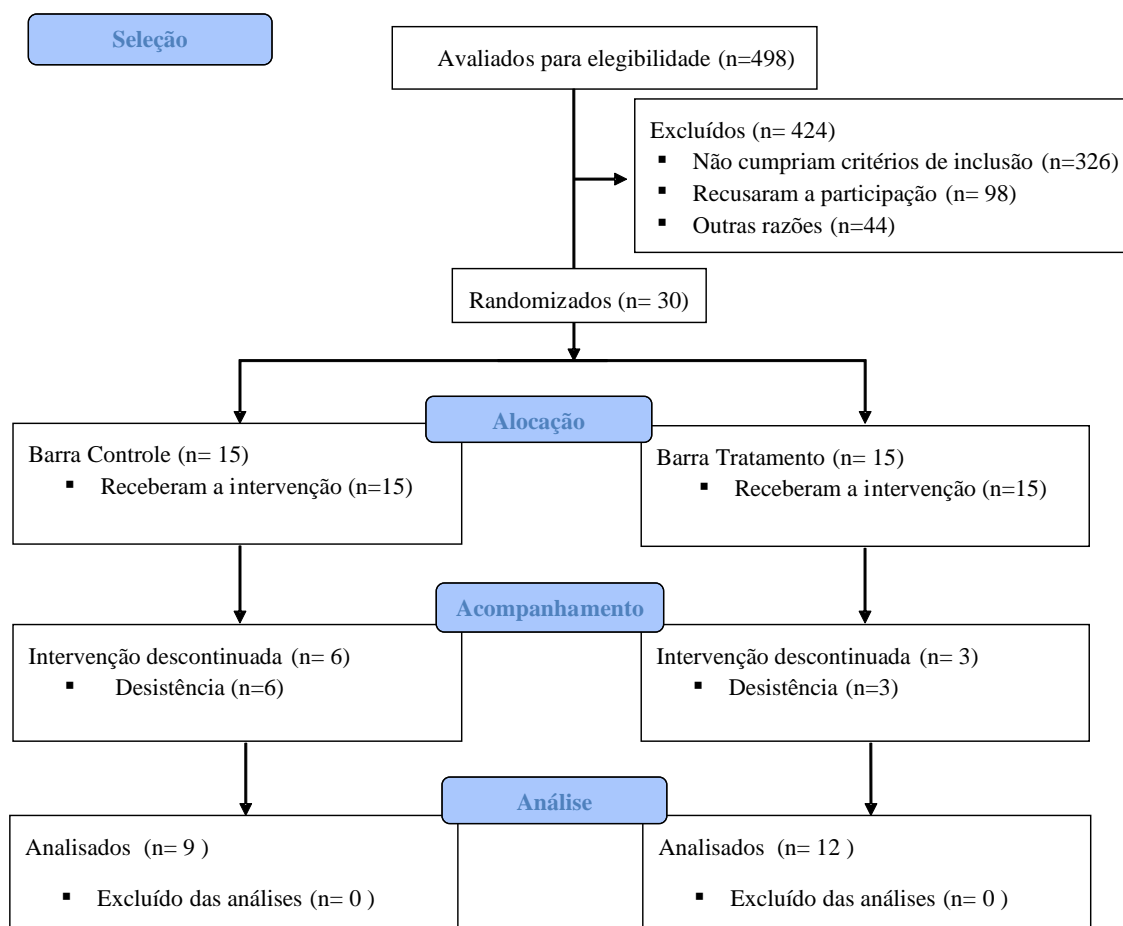 Seleção
Avaliados para elegibilidade (n=498)
Excluídos (n= 424)
▪ Não cumpriam critérios de inclusão (n=326)
▪ Recusaram a participação (n= 98)
▪ Outras razões (n=44)
Randomizados (n= 30)
Alocação
Barra Controle (n= 15)
▪ Receberam a intervenção (n=15)
Barra Tratamento (n= 15)
▪ Receberam a intervenção (n=15)
Acompanhamento
Intervenção descontinuada (n= 6)
▪ Desistência (n=6)
Intervenção descontinuada (n= 3)
▪ Desistência (n=3)
Análise
Analisados (n= 9 )
▪ Excluído das análises (n= 0 )
Analisados (n= 12 )
▪ Excluído das análises (n= 0 )